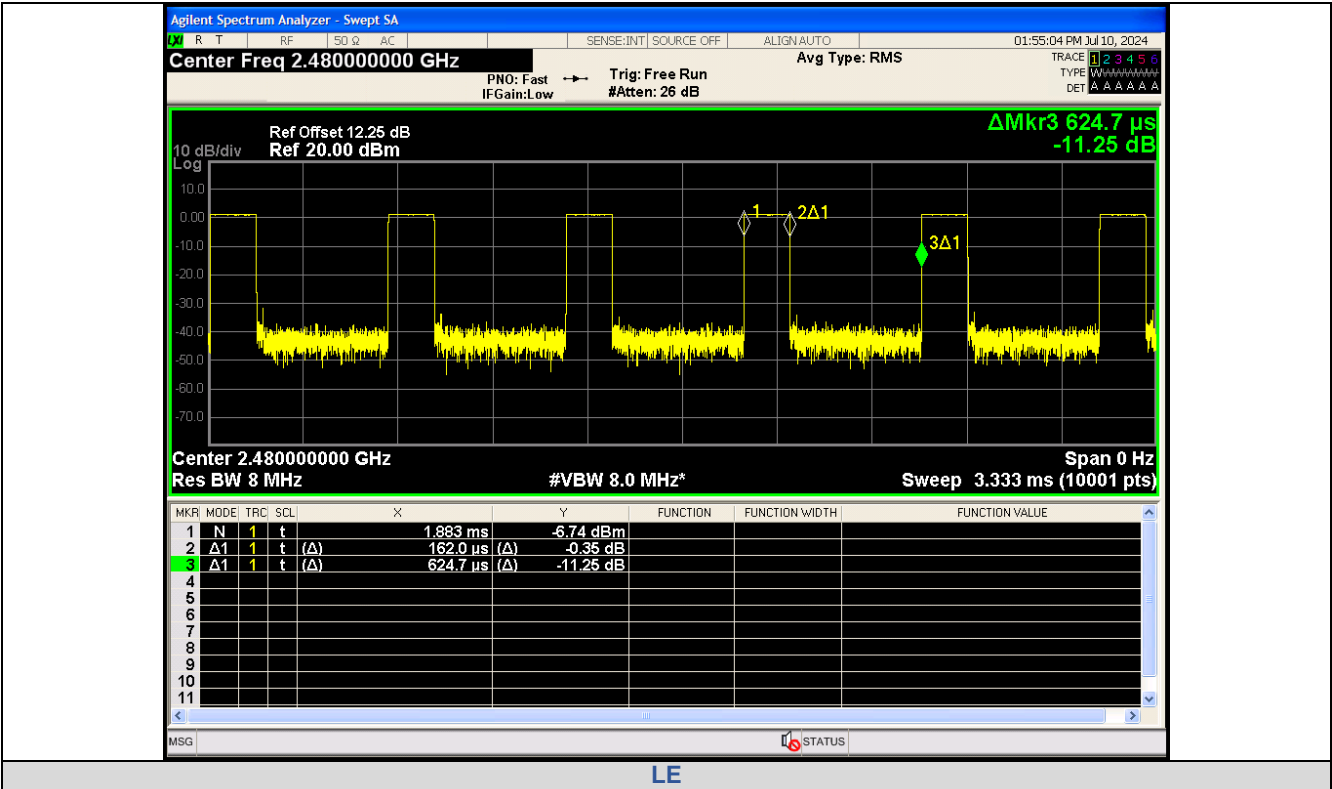 Agilent Spectrum Analyzer - Swept SA
LXI R T RF 50 Ω AC SENSE:INT SOURCE OFF ALIGN AUTO 01:55:04 PM Jul 10, 2024
Center Freq 2.480000000 GHz Avg Type: RMS TRACE 1 2 3 4 5 6
PNO: Fast Trig: Free Run TYPE WWWWWW
IFGain:Low #Atten: 26 dB DET A A A A A A
Ref Offset 12.25 dB ΔMkr3 624.7 µs
10 dB/div Ref 20.00 dBm -11.25 dB
Log
10.0
0.00
1
2Δ1
-10.0
3Δ1
-20.0
-30.0
-40.0
-50.0
-60.0
-70.0
Center 2.480000000 GHz Span 0 Hz
Res BW 8 MHz #VBW 8.0 MHz* Sweep 3.333 ms (10001 pts)
MKR MODE TRC SCL X Y FUNCTION FUNCTION WIDTH FUNCTION VALUE
1 N 1 t 1.883 ms -6.74 dBm
2 Δ1 1 t (Δ) 162.0 µs (Δ) -0.35 dB
3 Δ1 1 t (Δ) 624.7 µs (Δ) -11.25 dB
4
5
6
7
8
9
10
11
MSG STATUS
LE